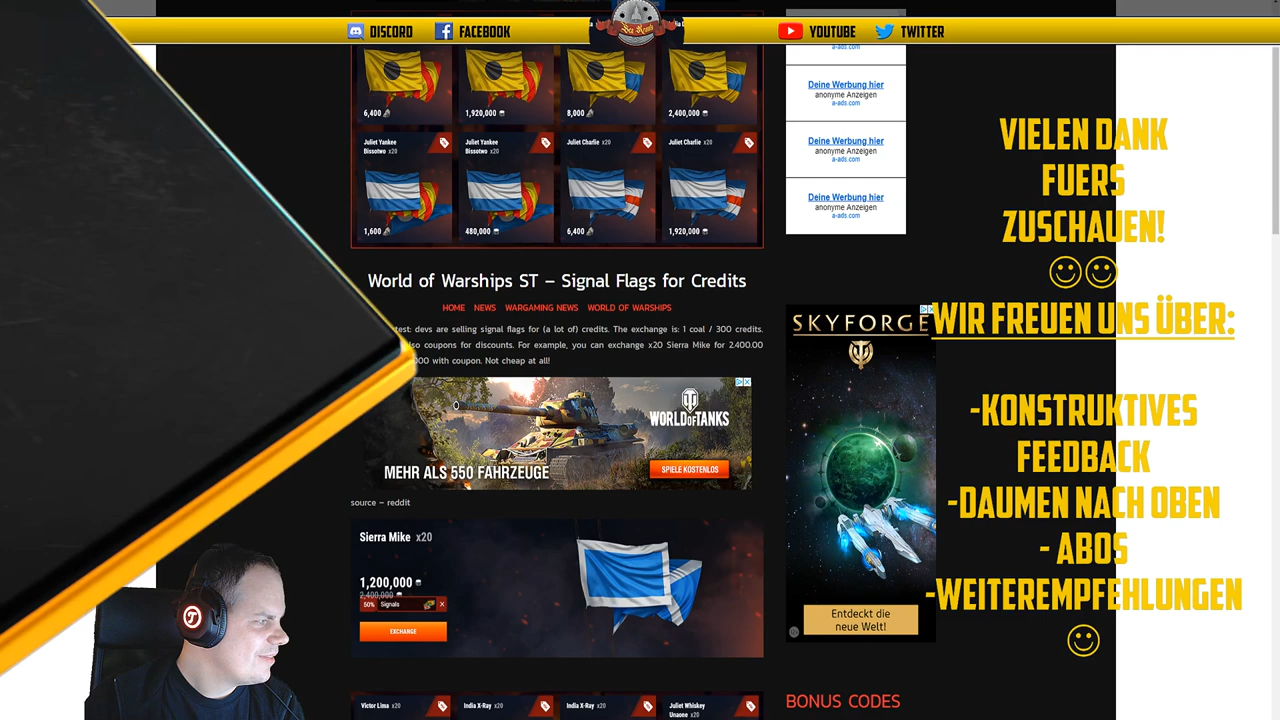 DISCORD
FACEBOOK
Sea Bomb
YOUTUBE
TWITTER
6,400
1,920,000
8,000
2,400,000
Juliet Yankee
Bissotwo x20
Juliet Yankee
Bissotwo x20
Juliet Charlie x20
Juliet Charlie x20
1,600
480,000
6,400
1,920,000
World of Warships ST – Signal Flags for Credits
HOME NEWS WARGAMING NEWS WORLD OF WARSHIPS
test: devs are selling signal flags for (a lot of) credits. The exchange is: 1 coal / 300 credits.
lso coupons for discounts. For example, you can exchange x20 Sierra Mike for 2.400.00
000 with coupon. Not cheap at all!
WORLD OF TANKS
MEHR ALS 550 FAHRZEUGE
SPIELE KOSTENLOS
source – reddit
Sierra Mike x20
1,200,000
2,400,000
50% Signals
EXCHANGE
Victor Lima x20
India X-Ray x20
India X-Ray x20
Juliet Whiskey
Unaone x20
a-ads.com
Deine Werbung hier
anonyme Anzeigen
a-ads.com
Deine Werbung hier
anonyme Anzeigen
a-ads.com
Deine Werbung hier
anonyme Anzeigen
a-ads.com
SKYFORGE
Entdeckt die
neue Welt!
BONUS CODES
VIELEN DANK
FUERS
ZUSCHAUEN!
WIR FREUEN UNS ÜBER:
-KONSTRUKTIVES
FEEDBACK
-DAUMEN NACH OBEN
- ABOS
-WEITEREMPFEHLUNGEN